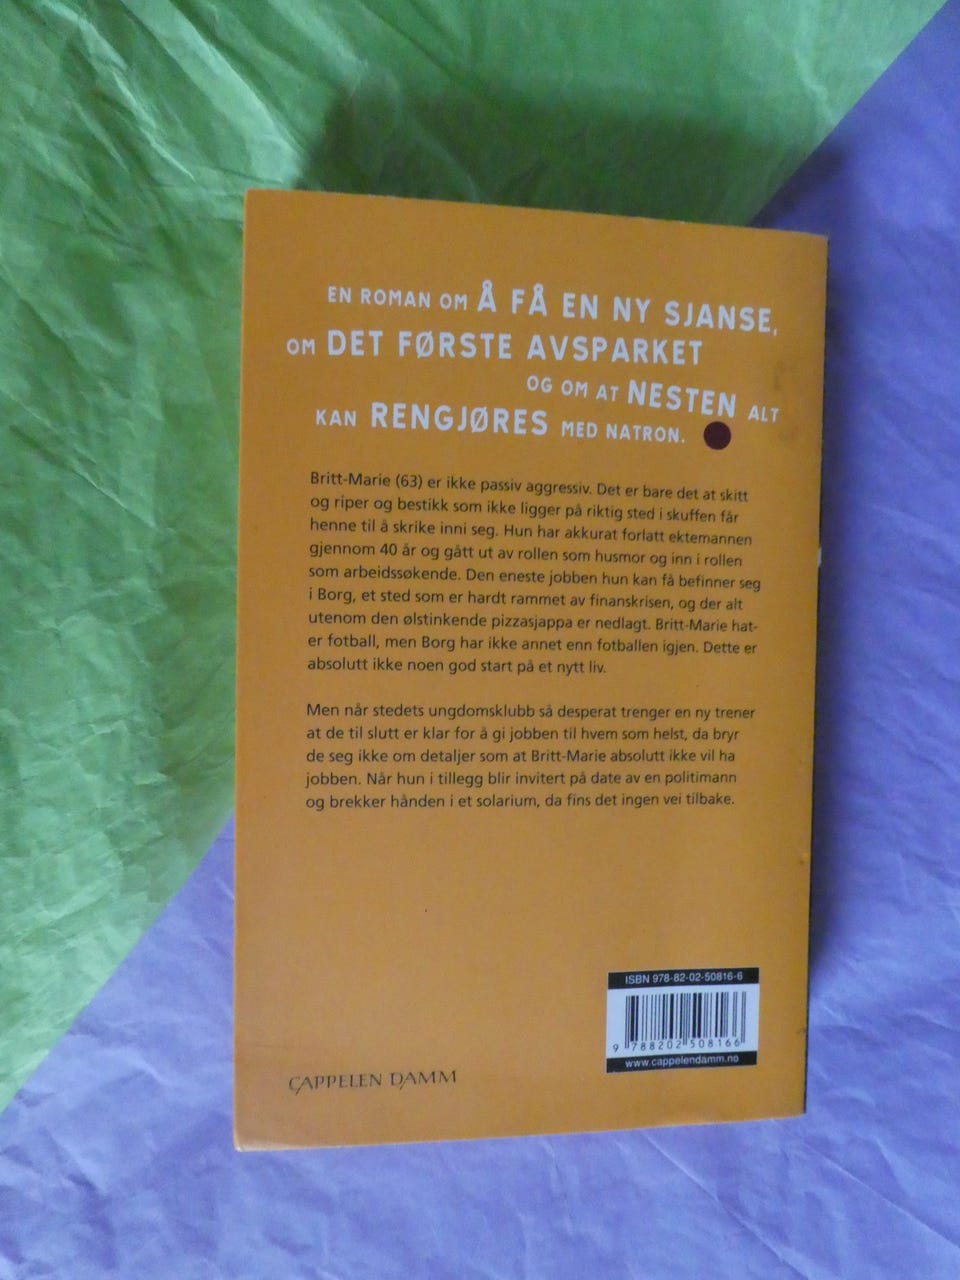 EN ROMAN OM Å FÅ EN NY SJANSE,
OM DET FØRSTE AVSPARKET
OG OM AT NESTEN ALT
KAN RENGJØRES MED NATRON.
Britt-Marie (63) er ikke passiv aggressiv. Det er bare det at skitt
og riper og bestikk som ikke ligger på riktig sted i skuffen får
henne til å skrike inni seg. Hun har akkurat forlatt ektemannen
gjennom 40 år og gått ut av rollen som husmor og inn i rollen
som arbeidssøkende. Den eneste jobben hun kan få befinner seg
i Borg, et sted som er hardt rammet av finanskrisen, og der alt
utenom den ølstinkende pizzasjappa er nedlagt. Britt-Marie hat-
er fotball, men Borg har ikke annet enn fotballen igjen. Dette er
absolutt ikke noen god start på et nytt liv.
Men når stedets ungdomsklubb så desperat trenger en ny trener
at de til slutt er klar for å gi jobben til hvem som helst, da bryr
de seg ikke om detaljer som at Britt-Marie absolutt ikke vil ha
jobben. Når hun i tillegg blir invitert på date av en politimann
og brekker hånden i et solarium, da fins det ingen vei tilbake.
ISBN 978-82-02-50816-6
9 788202 508166
www.cappelendamm.no
CAPPELEN DAMM